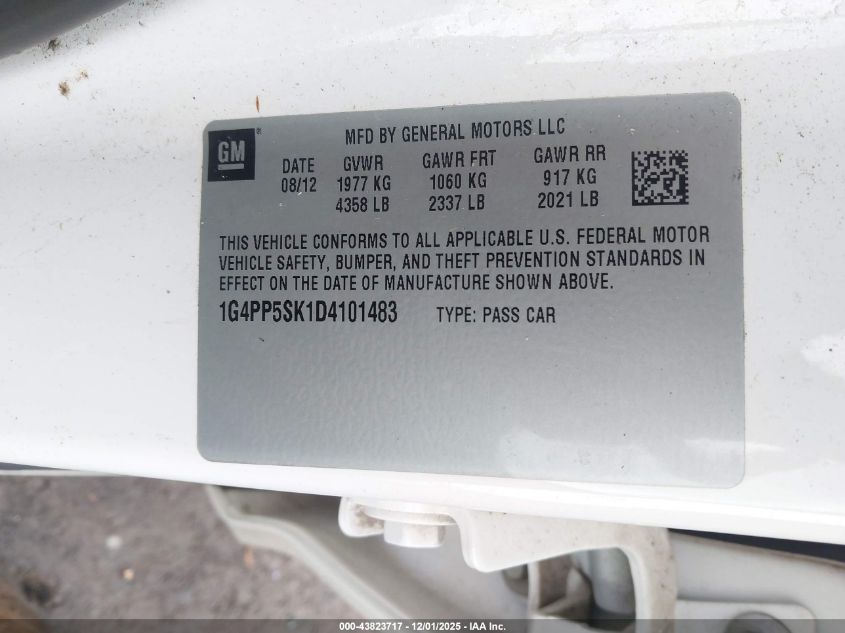 GM ®
MFD BY GENERAL MOTORS LLC
DATE GVWR GAWR FRT GAWR RR
08/12 1977 KG 1060 KG 917 KG
4358 LB 2337 LB 2021 LB
THIS VEHICLE CONFORMS TO ALL APPLICABLE U.S. FEDERAL MOTOR
VEHICLE SAFETY, BUMPER, AND THEFT PREVENTION STANDARDS IN
EFFECT ON THE DATE OF MANUFACTURE SHOWN ABOVE.
1G4PP5SK1D4101483 TYPE: PASS CAR
000-43823717 - 12/01/2025 - IAA Inc.